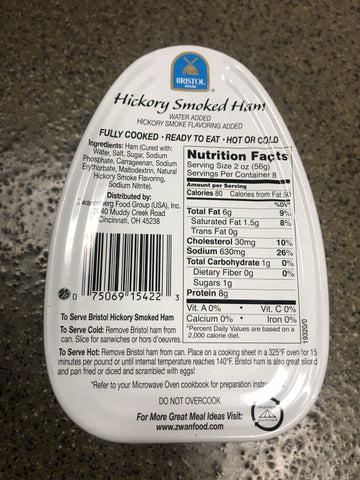 BRISTOL
BRAND
Hickory Smoked Ham
WATER ADDED
HICKORY SMOKE FLAVORING ADDED
FULLY COOKED • READY TO EAT • HOT OR COLD
Ingredients: Ham (Cured with:
Water, Salt, Sugar, Sodium
Phosphate, Carrageenan, Sodium
Erythorbate, Maltodextrin, Natural
Hickory Smoke Flavoring,
Sodium Nitrite).
Distributed by:
Zwanenberg Food Group (USA), Inc.
3640 Muddy Creek Road
Cincinnati, OH 45238
0 75069 15422 3
Nutrition Facts
Serving Size 2 oz (56g)
Servings Per Container 8
Amount per Serving
Calories 80 Calories from Fat 50
%DV*
Total Fat 6g 9%
Saturated Fat 1.5g 8%
Trans Fat 0g
Cholesterol 30mg 10%
Sodium 630mg 26%
Total Carbohydrate 1g 0%
Dietary Fiber 0g 0%
Sugars 1g
Protein 8g
Vit. A 0% • Vit. C 0%
Calcium 0% • Iron 0%
*Percent Daily Values are based on a
2,000 calorie diet.
19320/0
To Serve Bristol Hickory Smoked Ham
To Serve Cold: Remove Bristol ham from
can. Slice for sandwiches or hors d'oeuvres.
To Serve Hot: Remove Bristol ham from can. Place on a cooking sheet in a 325°F oven for 15
minutes per pound or until internal temperature reaches 140°F. Bristol ham is also great sliced
and pan fried or diced and scrambled with eggs!
*Refer to your Microwave Oven cookbook for preparation instructions.
DO NOT OVERCOOK
For More Great Meal Ideas Visit:
www.zwanfood.com